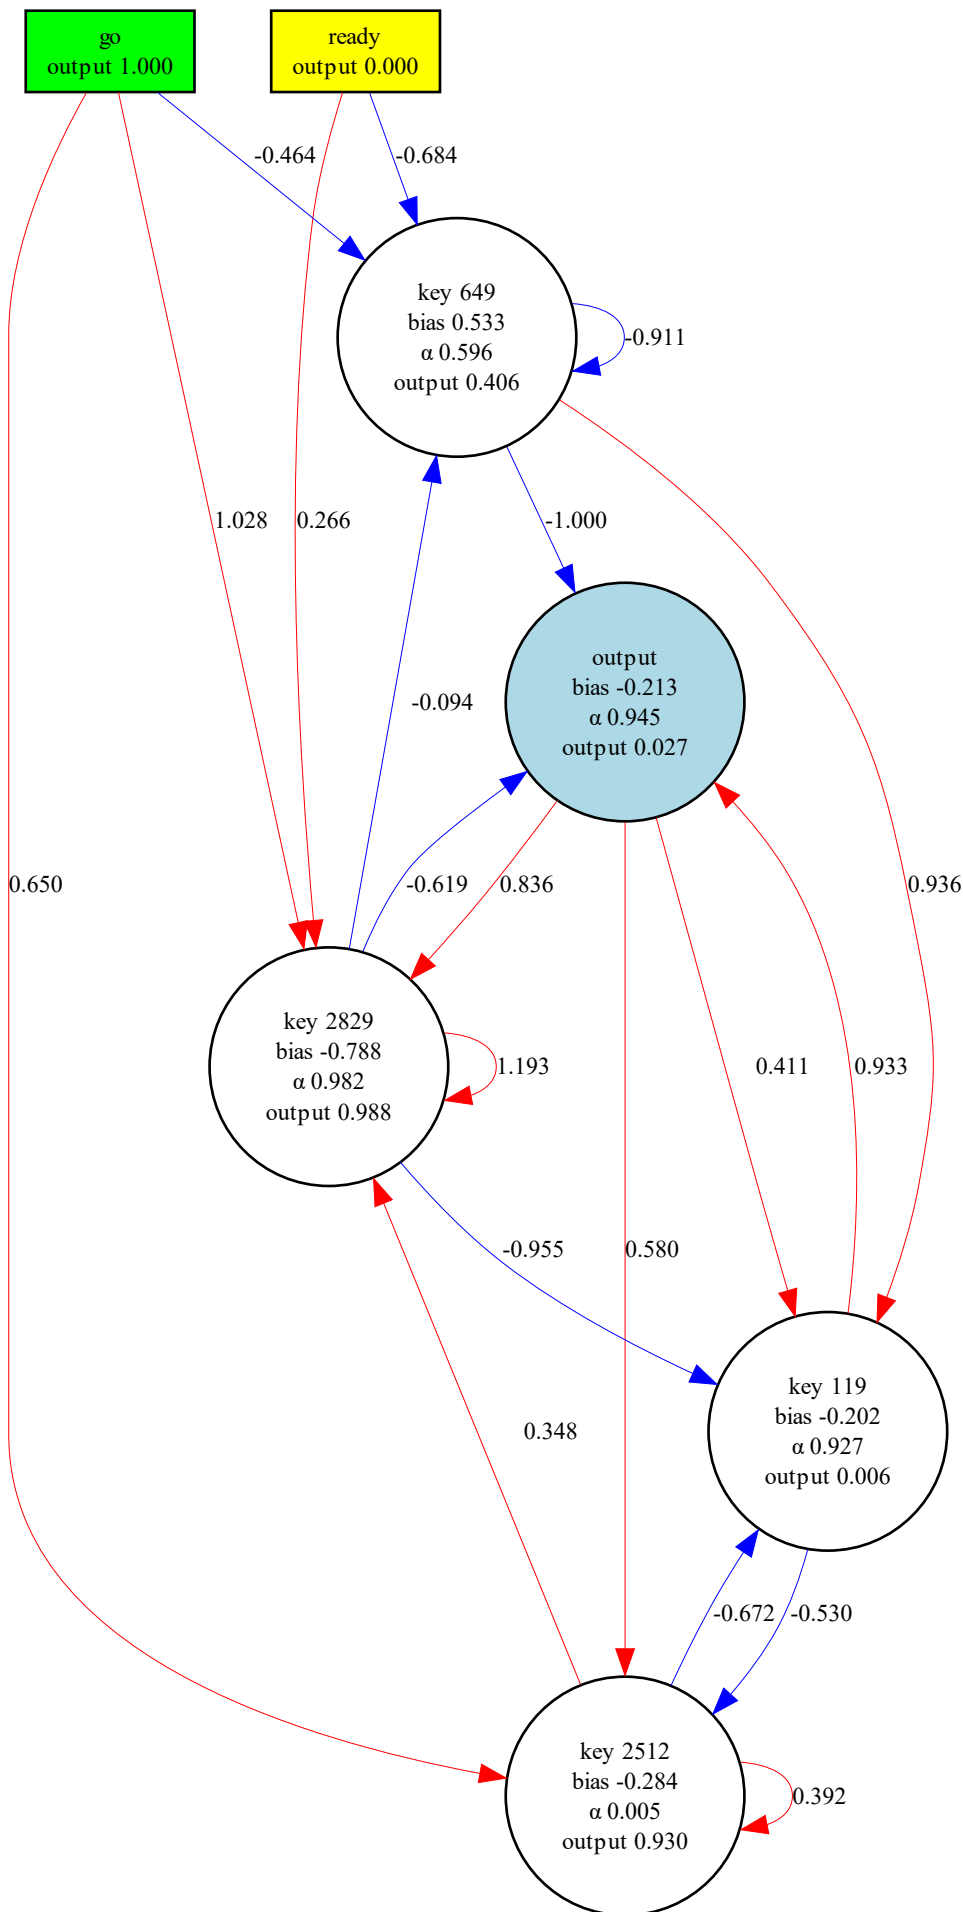 go
output 1.000
ready
output 0.000
-0.464
-0.684
key 649
bias 0.533
α 0.596
output 0.406
-0.911
1.028
0.266
-1.000
output
bias -0.213
α 0.945
output 0.027
-0.094
0.650
-0.619
0.836
0.936
key 2829
bias -0.788
α 0.982
output 0.988
1.193
0.411
0.933
-0.955
0.580
key 119
bias -0.202
α 0.927
output 0.006
0.348
-0.672
-0.530
key 2512
bias -0.284
α 0.005
output 0.930
0.392